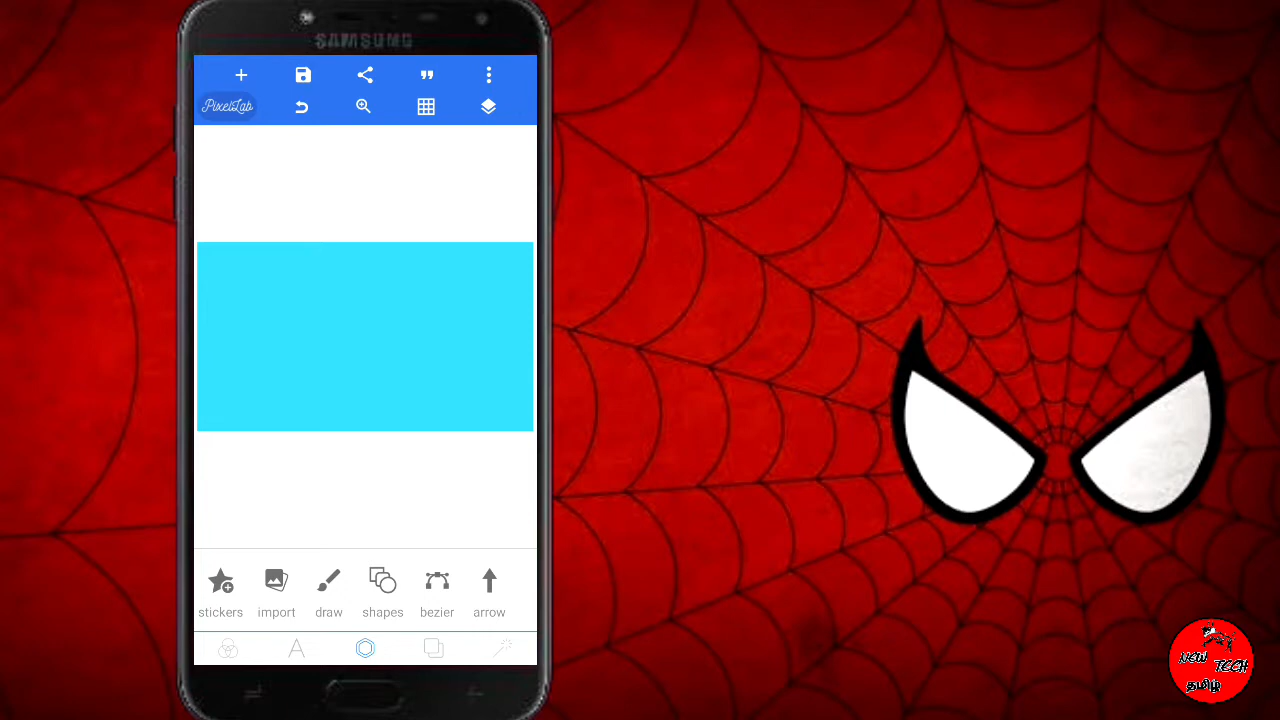 SAMSUNG
PixelLab
stickers import draw shapes bezier arrow
NEW TECH
தமிழ்